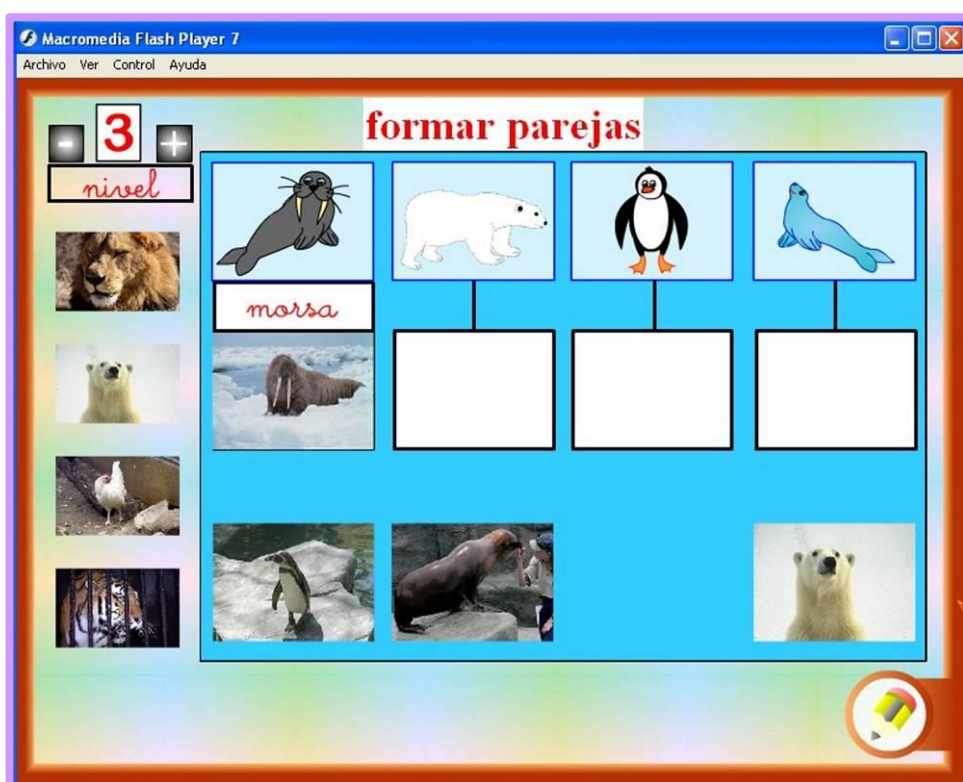 Macromedia Flash Player 7
Archivo Ver Control Ayuda
- 3 +
formar parejas
nivel
morsa